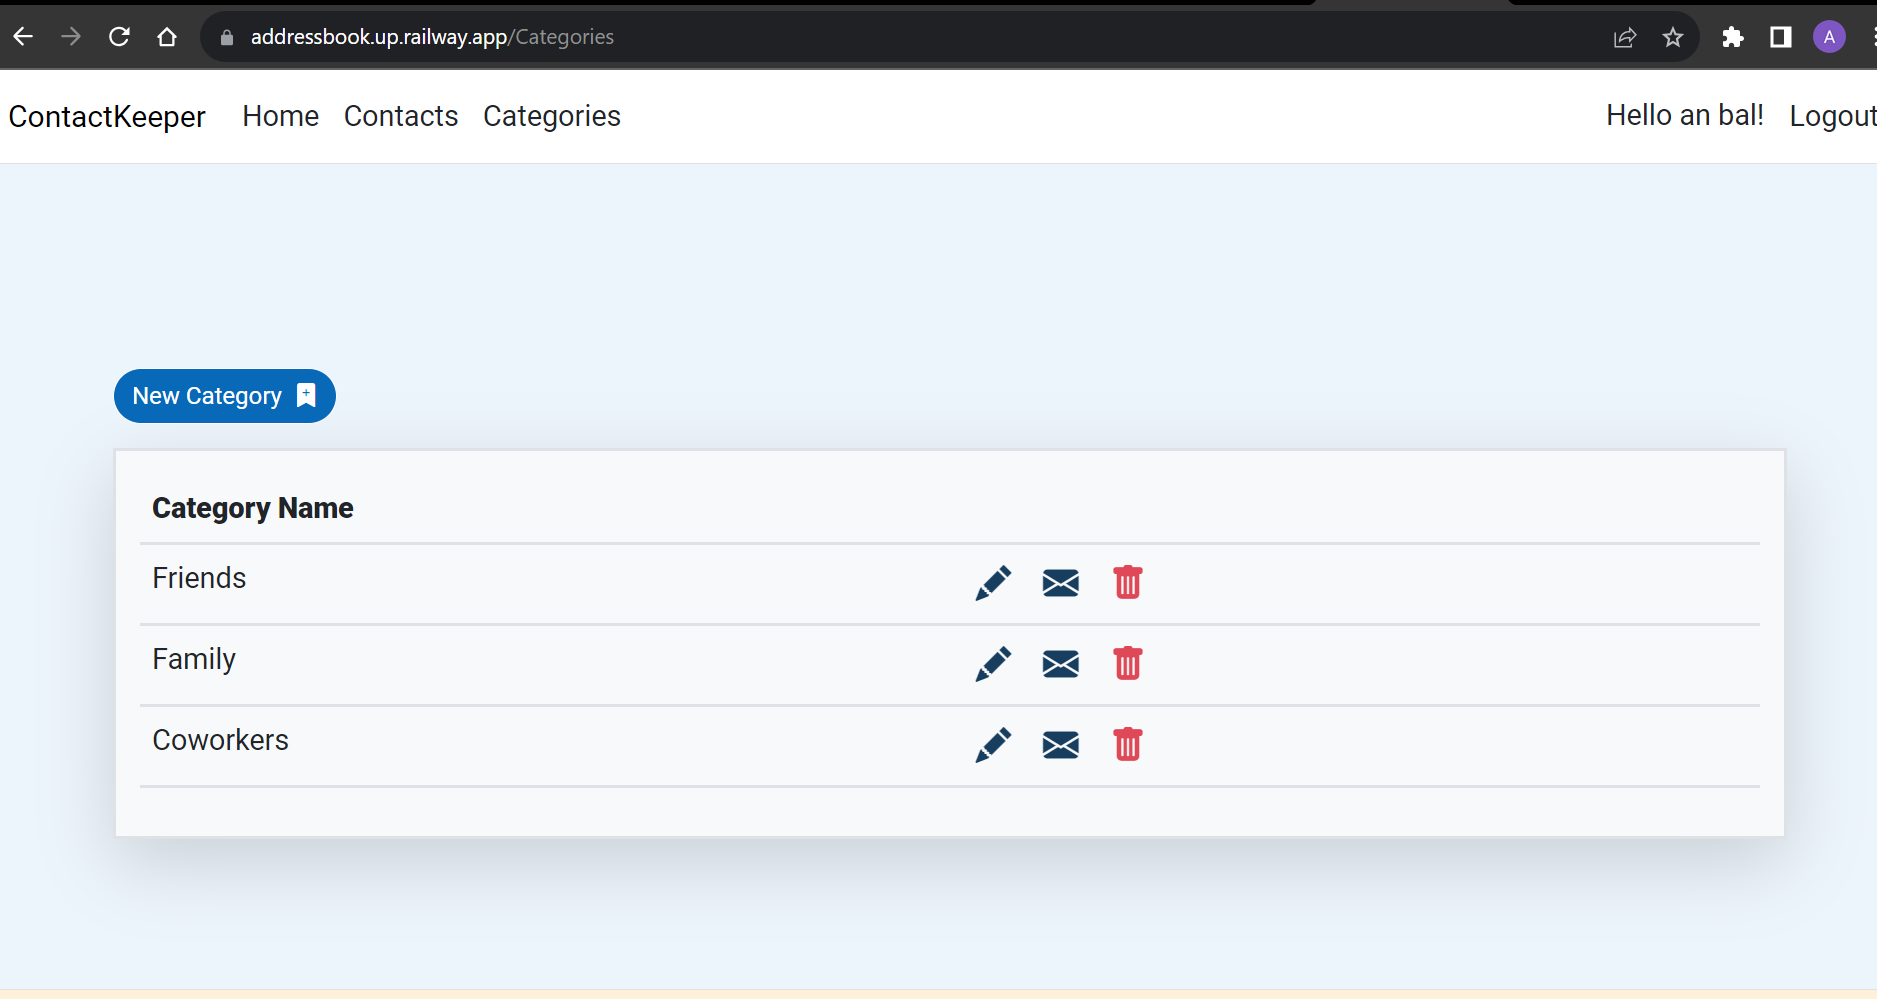 addressbook.up.railway.app/Categories
A
ContactKeeper Home Contacts Categories Hello an bal! Logout
New Category
Category Name
Friends
Family
Coworkers